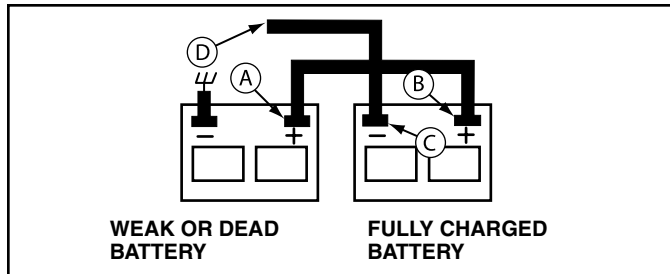 D
A
B
− + − +
C
WEAK OR DEAD
BATTERY
FULLY CHARGED
BATTERY